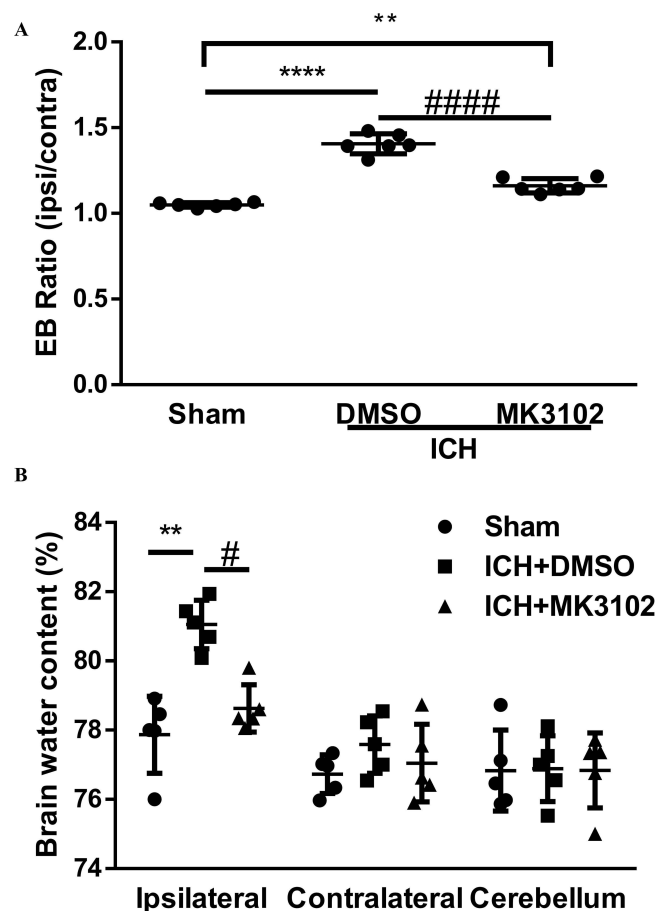 A
**
****
####
2.0
1.5
1.0
0.5
0.0
EB Ratio (ipsi/contra)
Sham
DMSO
MK3102
ICH
B
**
#
84
82
80
78
76
74
Brain water content (%)
Sham
ICH+DMSO
ICH+MK3102
Ipsilateral
Contralateral
Cerebellum